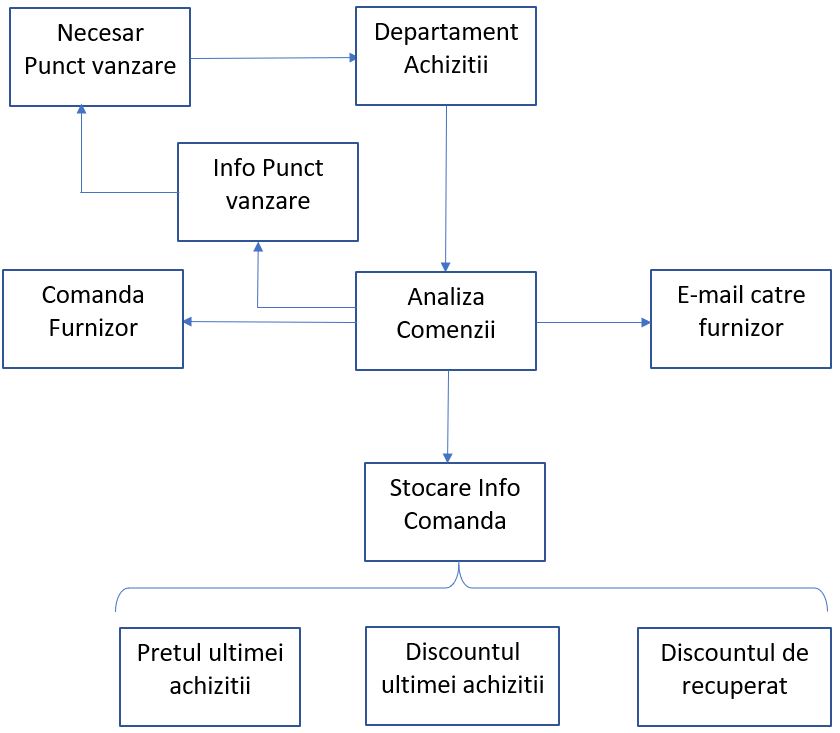 Necesar
Punct vanzare
Departament
Achizitii
Info Punct
vanzare
Comanda
Furnizor
Analiza
Comenzii
E-mail catre
furnizor
Stocare Info
Comanda
Pretul ultimei
achizitii
Discountul
ultimei achizitii
Discountul de
recuperat